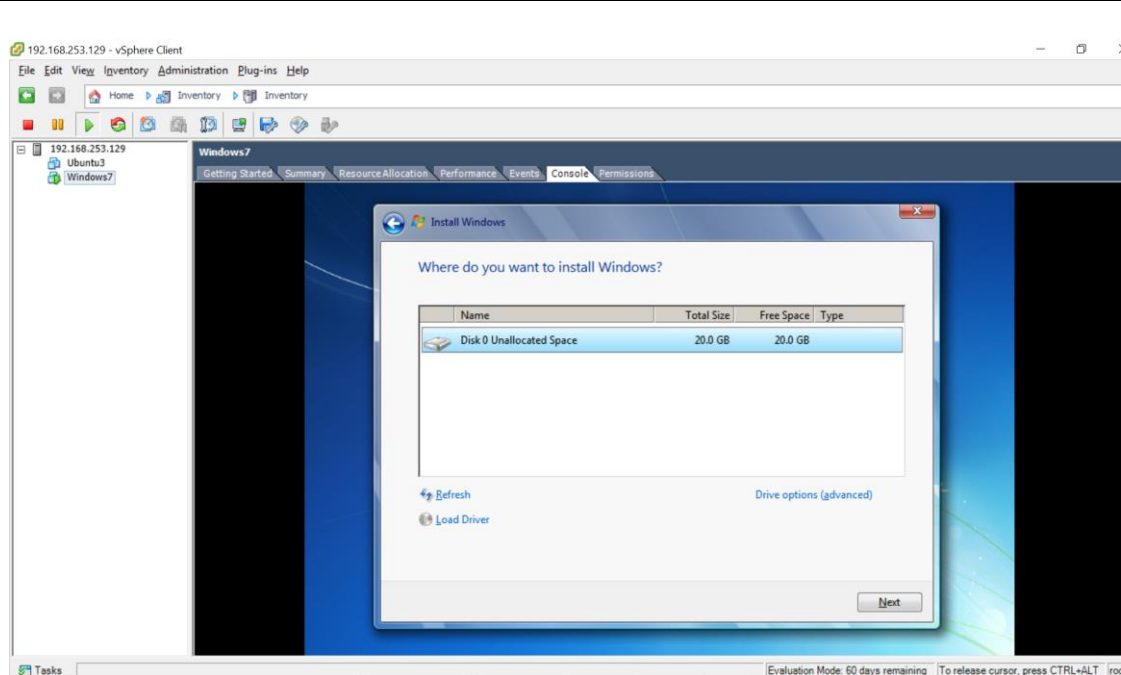 192.168.253.129 - vSphere Client
File Edit View Inventory Administration Plug-ins Help
Home Inventory Inventory
192.168.253.129
Ubuntu3
Windows7
Windows7
Getting Started Summary Resource Allocation Performance Events Console Permissions
Install Windows
Where do you want to install Windows?
Name Total Size Free Space Type
Disk 0 Unallocated Space 20.0 GB 20.0 GB
Refresh Drive options (advanced)
Load Driver
Next
Tasks Evaluation Mode: 60 days remaining To release cursor, press CTRL+ALT